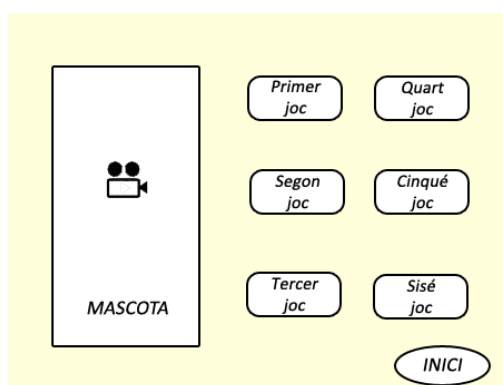 MASCOTA
Primer
joc
Quart
joc
Segon
joc
Cinqué
joc
Tercer
joc
Sisé
joc
INICI